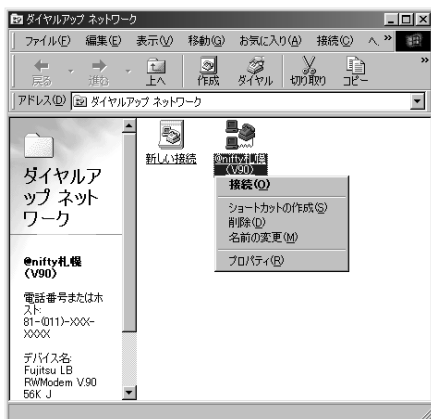 ダイヤルアップ ネットワーク
ファイル(F) 編集(E) 表示(V) 移動(G) お気に入り(A) 接続(C) へ »
戻る 進む 上へ 作成 ダイヤル 切り取り コピー »
アドレス(D) ダイヤルアップ ネットワーク
ダイヤルア
ップ ネット
ワーク
@nifty札幌
(V90)
電話番号またはホ
スト:
81-(011)-XXX-
XXXX
デバイス名:
Fujitsu LB
RWModem V.90
56K J
新しい接続
@nifty札幌
(V90)
接続(O)
ショートカットの作成(S)
削除(D)
名前の変更(M)
プロパティ(R)